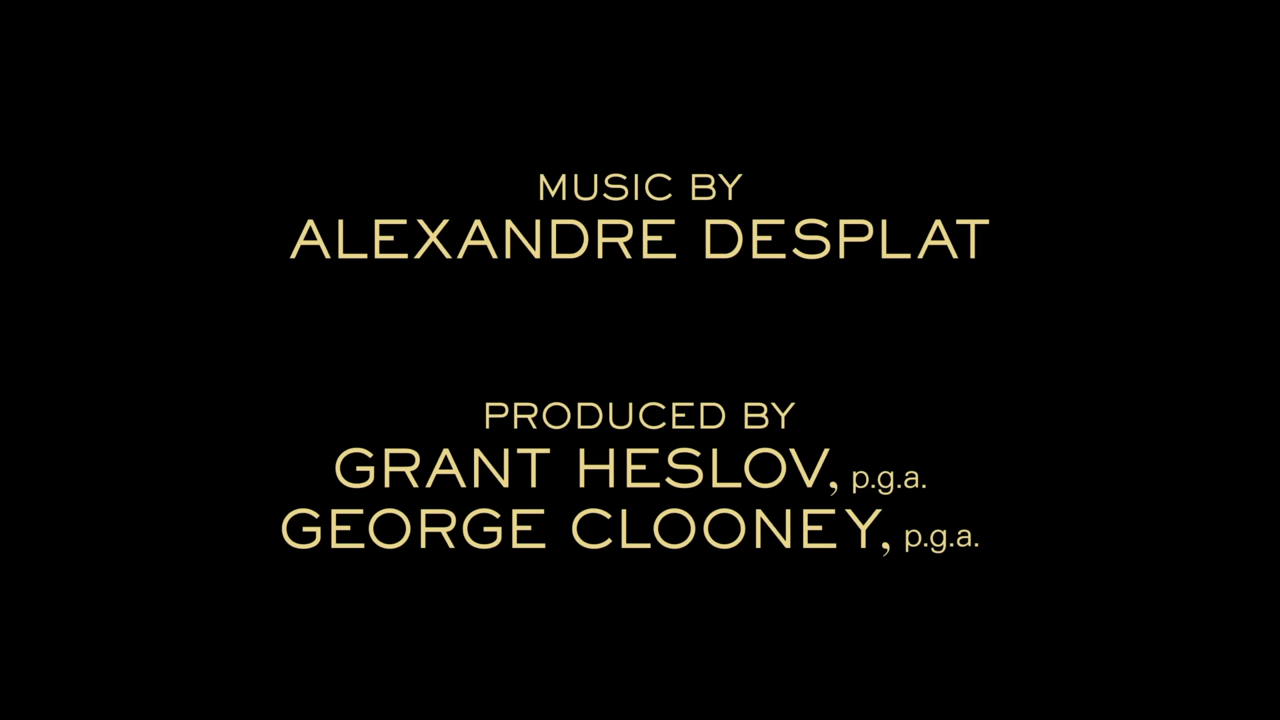 MUSIC BY
ALEXANDRE DESPLAT
PRODUCED BY
GRANT HESLOV, p.g.a.
GEORGE CLOONEY, p.g.a.